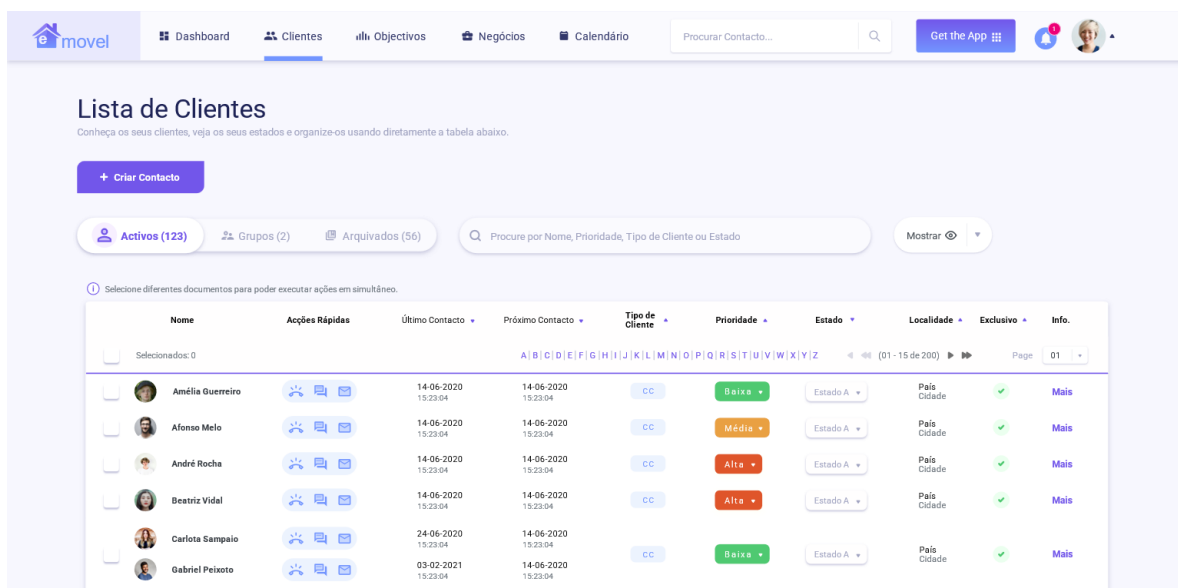 e movel
Dashboard Clientes Objectivos Negócios Calendário Procurar Contacto... Get the App 1
Lista de Clientes
Conheça os seus clientes, veja os seus estados e organize-os usando diretamente a tabela abaixo.
+ Criar Contacto
Activos (123) Grupos (2) Arquivados (56) Procure por Nome, Prioridade, Tipo de Cliente ou Estado Mostrar
Selecione diferentes documentos para poder executar ações em simultâneo.
Nome Acções Rápidas Último Contacto Próximo Contacto Tipo de Cliente Prioridade Estado Localidade Exclusivo Info.
Selecionados: 0 A|B|C|D|E|F|G|H|I|J|K|L|M|N|O|P|Q|R|S|T|U|V|W|X|Y|Z (01 - 15 de 200) Page 01
Amélia Guerreiro 14-06-2020 14-06-2020 CC Baixa Estado A País Mais
15:23:04 15:23:04 Cidade
Afonso Melo 14-06-2020 14-06-2020 CC Média Estado A País Mais
15:23:04 15:23:04 Cidade
André Rocha 14-06-2020 14-06-2020 CC Alta Estado A País Mais
15:23:04 15:23:04 Cidade
Beatriz Vidal 14-06-2020 14-06-2020 CC Alta Estado A País Mais
15:23:04 15:23:04 Cidade
Carlota Sampaio 24-06-2020 14-06-2020
15:23:04 15:23:04
CC Baixa Estado A País Mais
Cidade
Gabriel Peixoto 03-02-2021 14-06-2020
15:23:04 15:23:04